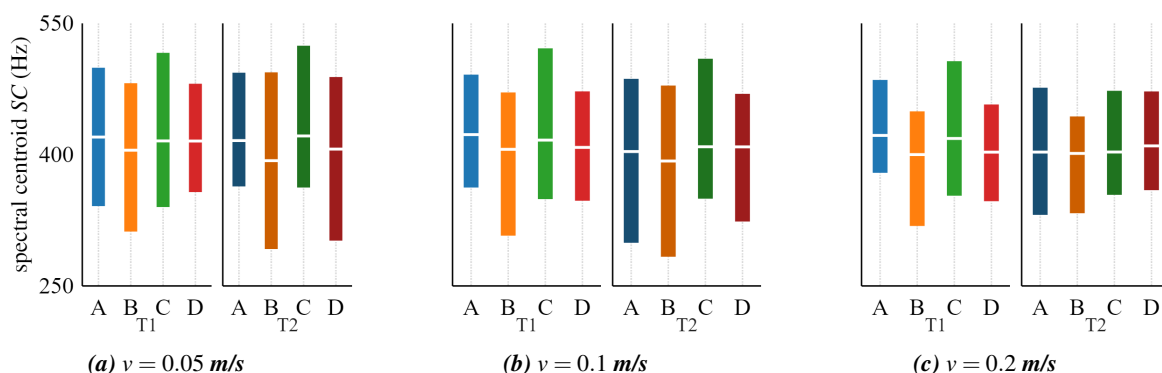 spectral centroid SC (Hz)
550
400
250
A B C D A B C D
T1 T2
(a) v = 0.05 m/s
A B C D A B C D
T1 T2
(b) v = 0.1 m/s
A B C D A B C D
T1 T2
(c) v = 0.2 m/s